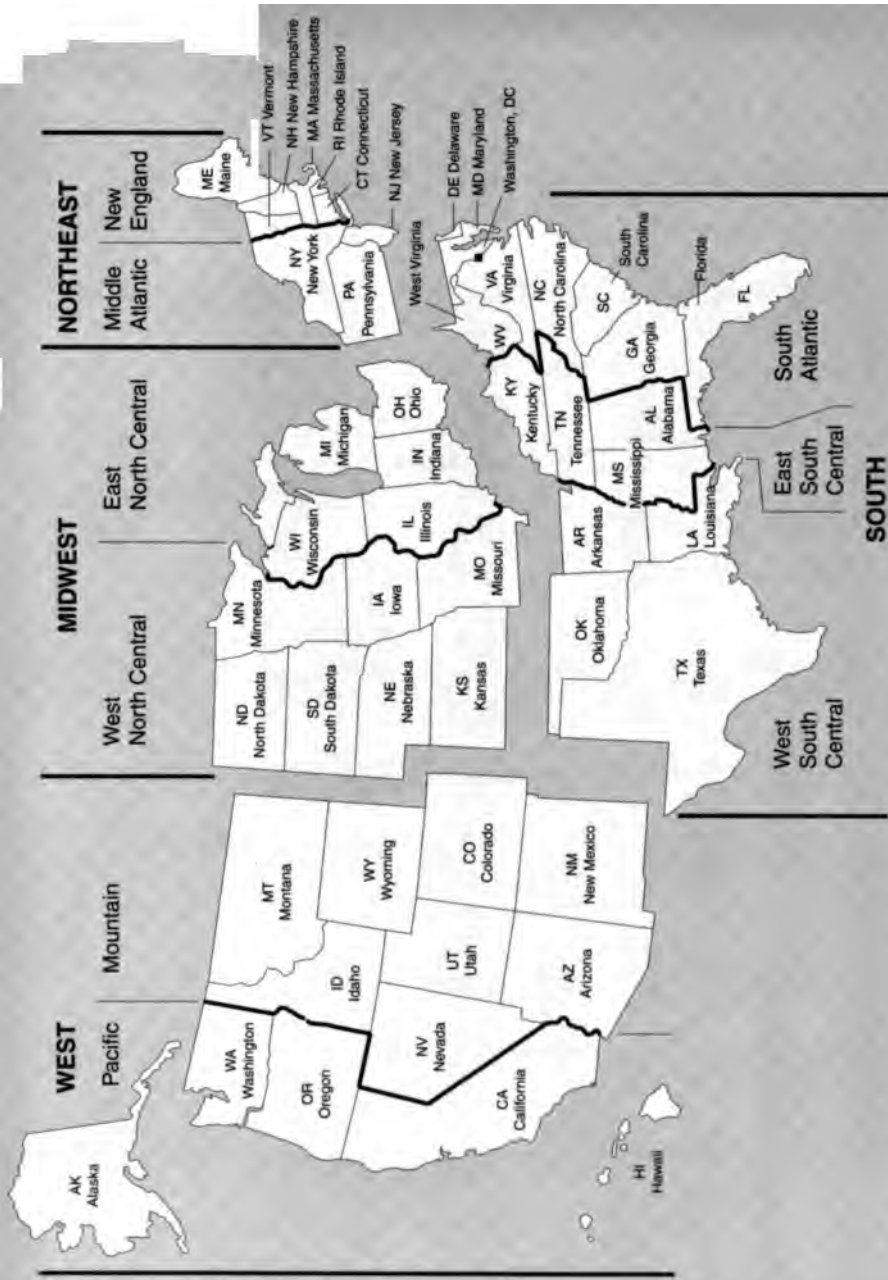 WEST
Pacific
Mountain
MIDWEST
West
North Central
East
North Central
NORTHEAST
Middle
Atlantic
New
England
AK
Alaska
WA
Washington
OR
Oregon
CA
California
HI
Hawaii
MT
Montana
ID
Idaho
WY
Wyoming
NV
Nevada
UT
Utah
CO
Colorado
AZ
Arizona
NM
New Mexico
ND
North Dakota
SD
South Dakota
NE
Nebraska
KS
Kansas
MN
Minnesota
IA
Iowa
MO
Missouri
WI
Wisconsin
IL
Illinois
MI
Michigan
IN
Indiana
OH
Ohio
NY
New York
PA
Pennsylvania
ME
Maine
VT Vermont
NH New Hampshire
MA Massachusetts
RI Rhode Island
CT Connecticut
NJ New Jersey
West Virginia
DE Delaware
MD Maryland
Washington, DC
TX
Texas
OK
Oklahoma
AR
Arkansas
LA
Louisiana
KY
Kentucky
TN
Tennessee
MS
Mississippi
AL
Alabama
WV
VA
Virginia
NC
North Carolina
SC
South
Carolina
GA
Georgia
Florida
FL
West
South
Central
East
South
Central
South
Atlantic
SOUTH